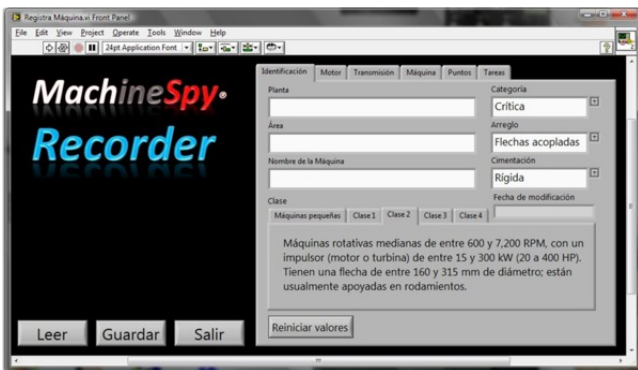 Registra Máquina.vi Front Panel
File Edit View Project Operate Tools Window Help
24pt Application Font
MachineSpy®
Recorder
Identificación Motor Transmisión Máquina Puntos Tareas
Planta
Categoría
Crítica
Área
Arreglo
Flechas acopladas
Nombre de la Máquina
Cimentación
Rígida
Clase
Fecha de modificación
Máquinas pequeñas Clase 1 Clase 2 Clase 3 Clase 4
Máquinas rotativas medianas de entre 600 y 7,200 RPM, con un
impulsor (motor o turbina) de entre 15 y 300 kW (20 a 400 HP).
Tienen una flecha de entre 160 y 315 mm de diámetro; están
usualmente apoyadas en rodamientos.
Leer Guardar Salir
Reiniciar valores